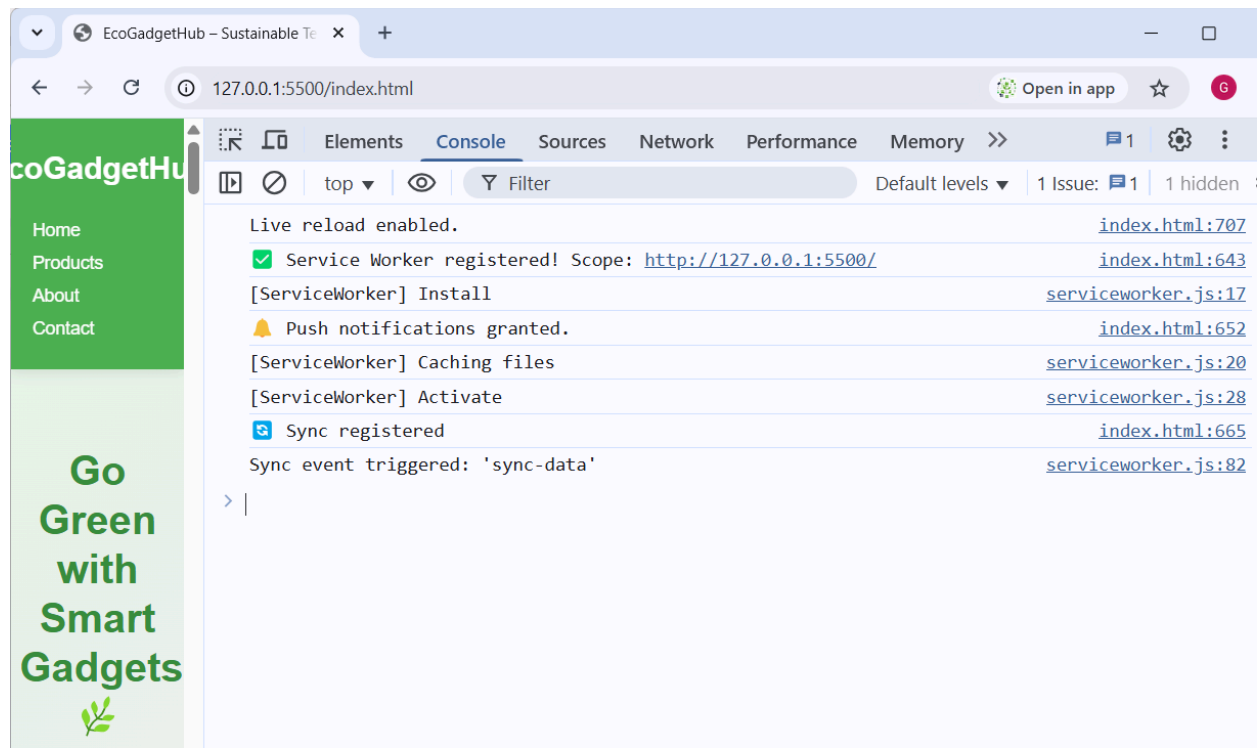 EcoGadgetHub – Sustainable Te
127.0.0.1:5500/index.html
Open in app
G
coGadgetHu
Home
Products
About
Contact
Go
Green
with
Smart
Gadgets
Elements Console Sources Network Performance Memory 1
top Filter Default levels 1 Issue: 1 1 hidden
Live reload enabled. index.html:707
✅ Service Worker registered! Scope: http://127.0.0.1:5500/ index.html:643
[ServiceWorker] Install serviceworker.js:17
🔔 Push notifications granted. index.html:652
[ServiceWorker] Caching files serviceworker.js:20
[ServiceWorker] Activate serviceworker.js:28
🔄 Sync registered index.html:665
Sync event triggered: 'sync-data' serviceworker.js:82